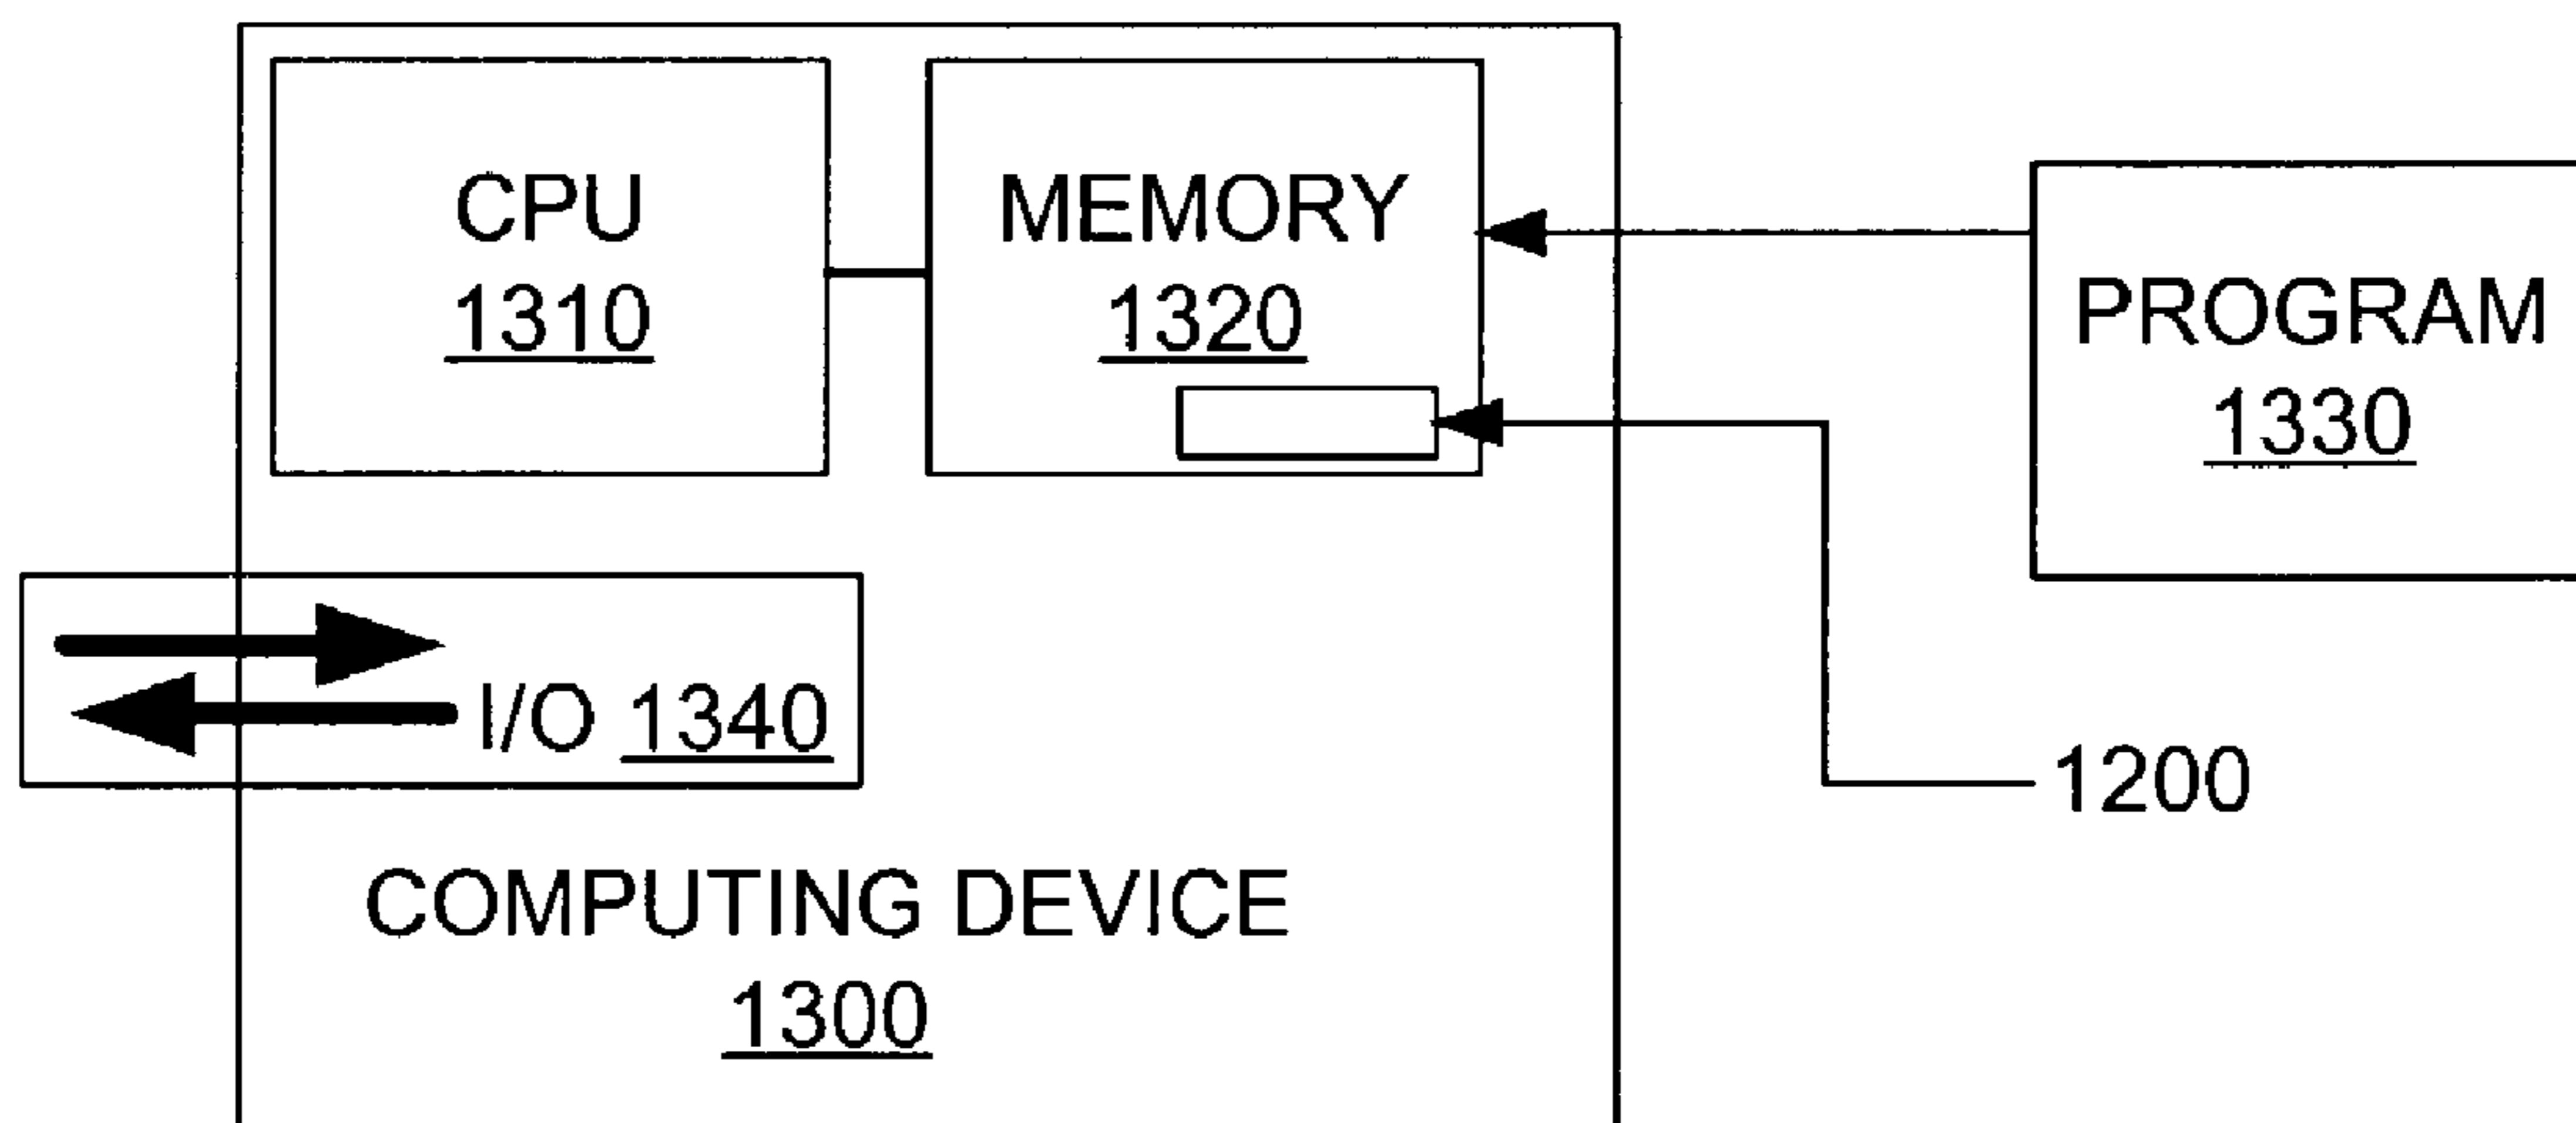 CPU
1310
MEMORY
1320
PROGRAM
1330
I/O 1340
1200
COMPUTING DEVICE
1300